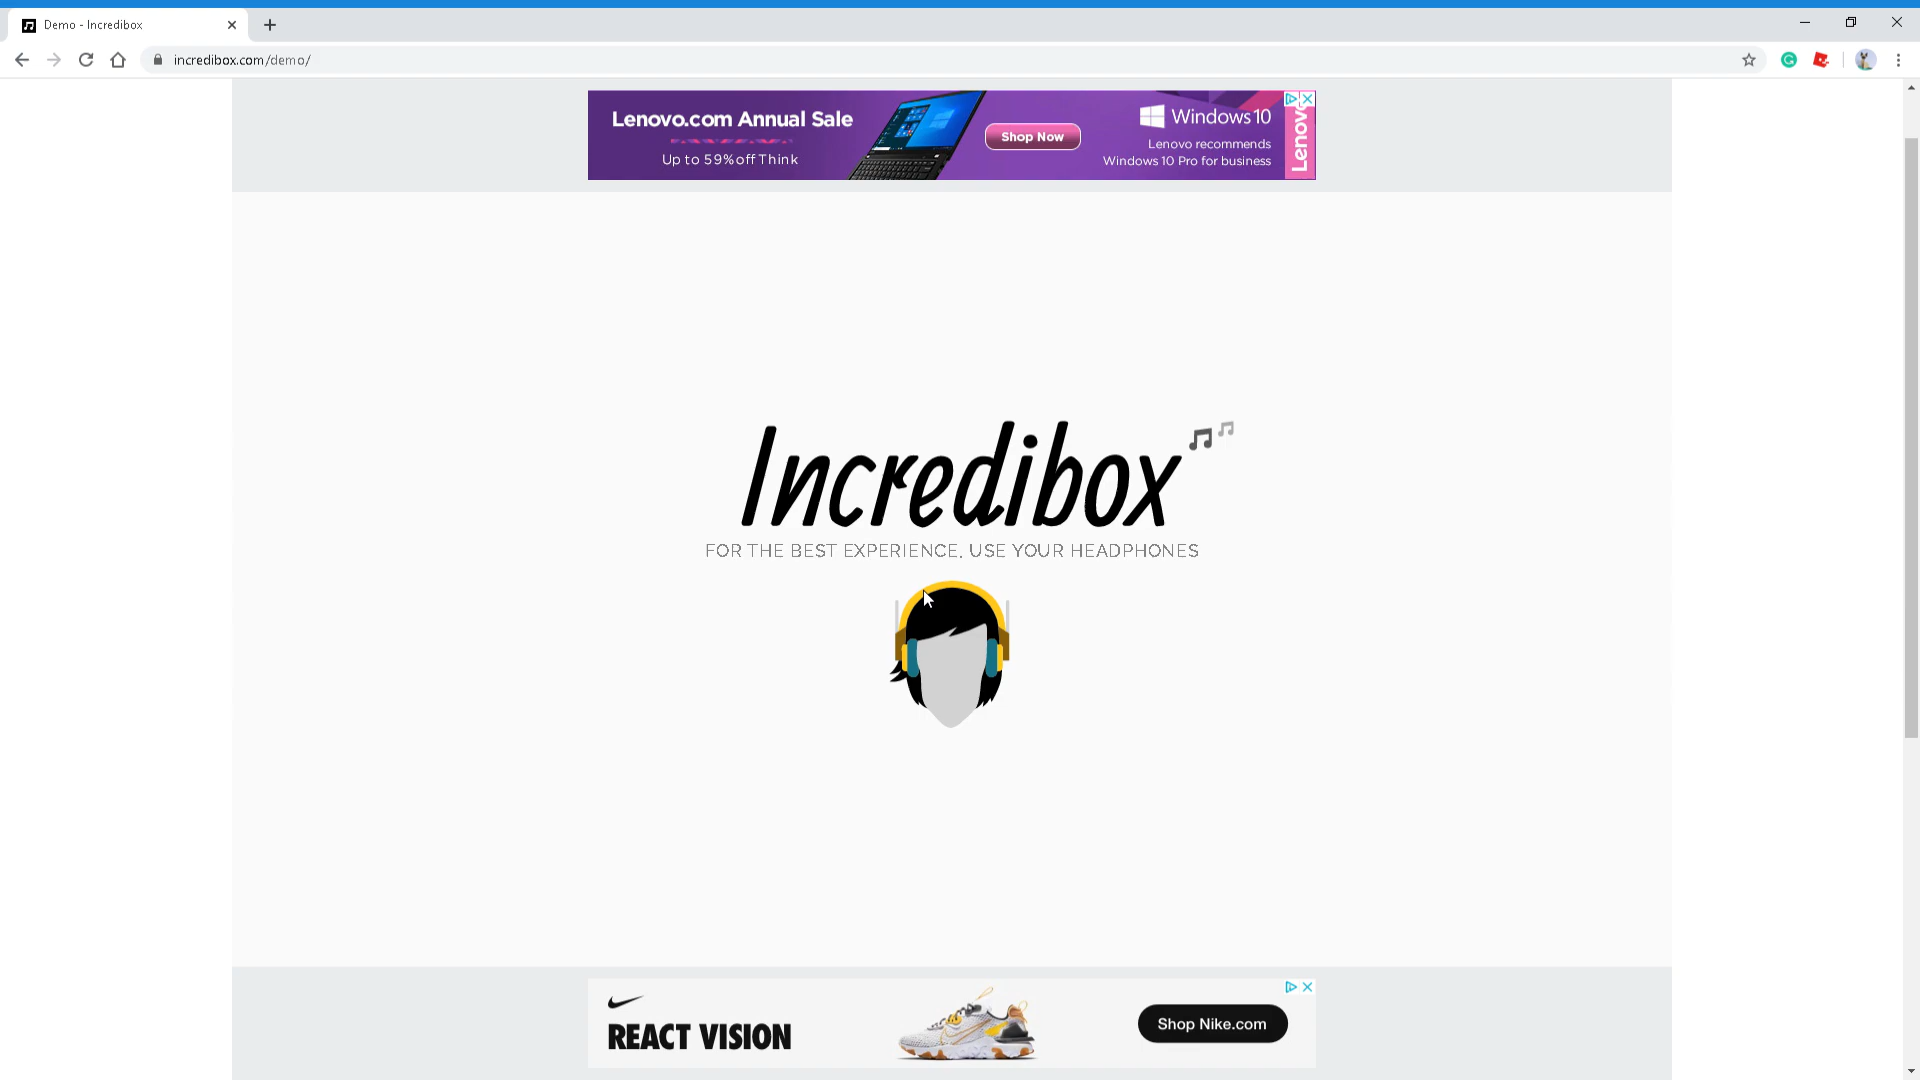 Demo - Incredibox
incredibox.com/demo/
Lenovo.com Annual Sale
Up to 59%off Think
Shop Now
Windows 10
Lenovo recommends
Windows 10 Pro for business
Lenovo
Incredibox
FOR THE BEST EXPERIENCE, USE YOUR HEADPHONES
REACT VISION
Shop Nike.com